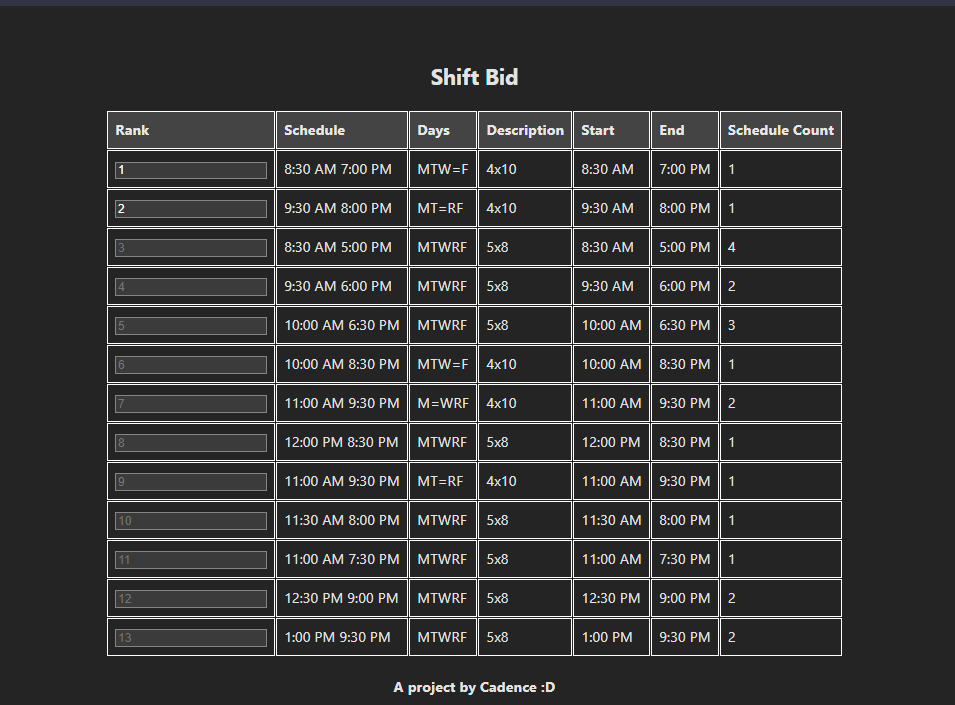 Shift Bid
Rank Schedule Days Description Start End Schedule Count
1 8:30 AM 7:00 PM MTW=F 4x10 8:30 AM 7:00 PM 1
2 9:30 AM 8:00 PM MT=RF 4x10 9:30 AM 8:00 PM 1
3 8:30 AM 5:00 PM MTWRF 5x8 8:30 AM 5:00 PM 4
4 9:30 AM 6:00 PM MTWRF 5x8 9:30 AM 6:00 PM 2
5 10:00 AM 6:30 PM MTWRF 5x8 10:00 AM 6:30 PM 3
6 10:00 AM 8:30 PM MTW=F 4x10 10:00 AM 8:30 PM 1
7 11:00 AM 9:30 PM M=WRF 4x10 11:00 AM 9:30 PM 2
8 12:00 PM 8:30 PM MTWRF 5x8 12:00 PM 8:30 PM 1
9 11:00 AM 9:30 PM MT=RF 4x10 11:00 AM 9:30 PM 1
10 11:30 AM 8:00 PM MTWRF 5x8 11:30 AM 8:00 PM 1
11 11:00 AM 7:30 PM MTWRF 5x8 11:00 AM 7:30 PM 1
12 12:30 PM 9:00 PM MTWRF 5x8 12:30 PM 9:00 PM 2
13 1:00 PM 9:30 PM MTWRF 5x8 1:00 PM 9:30 PM 2
A project by Cadence :D